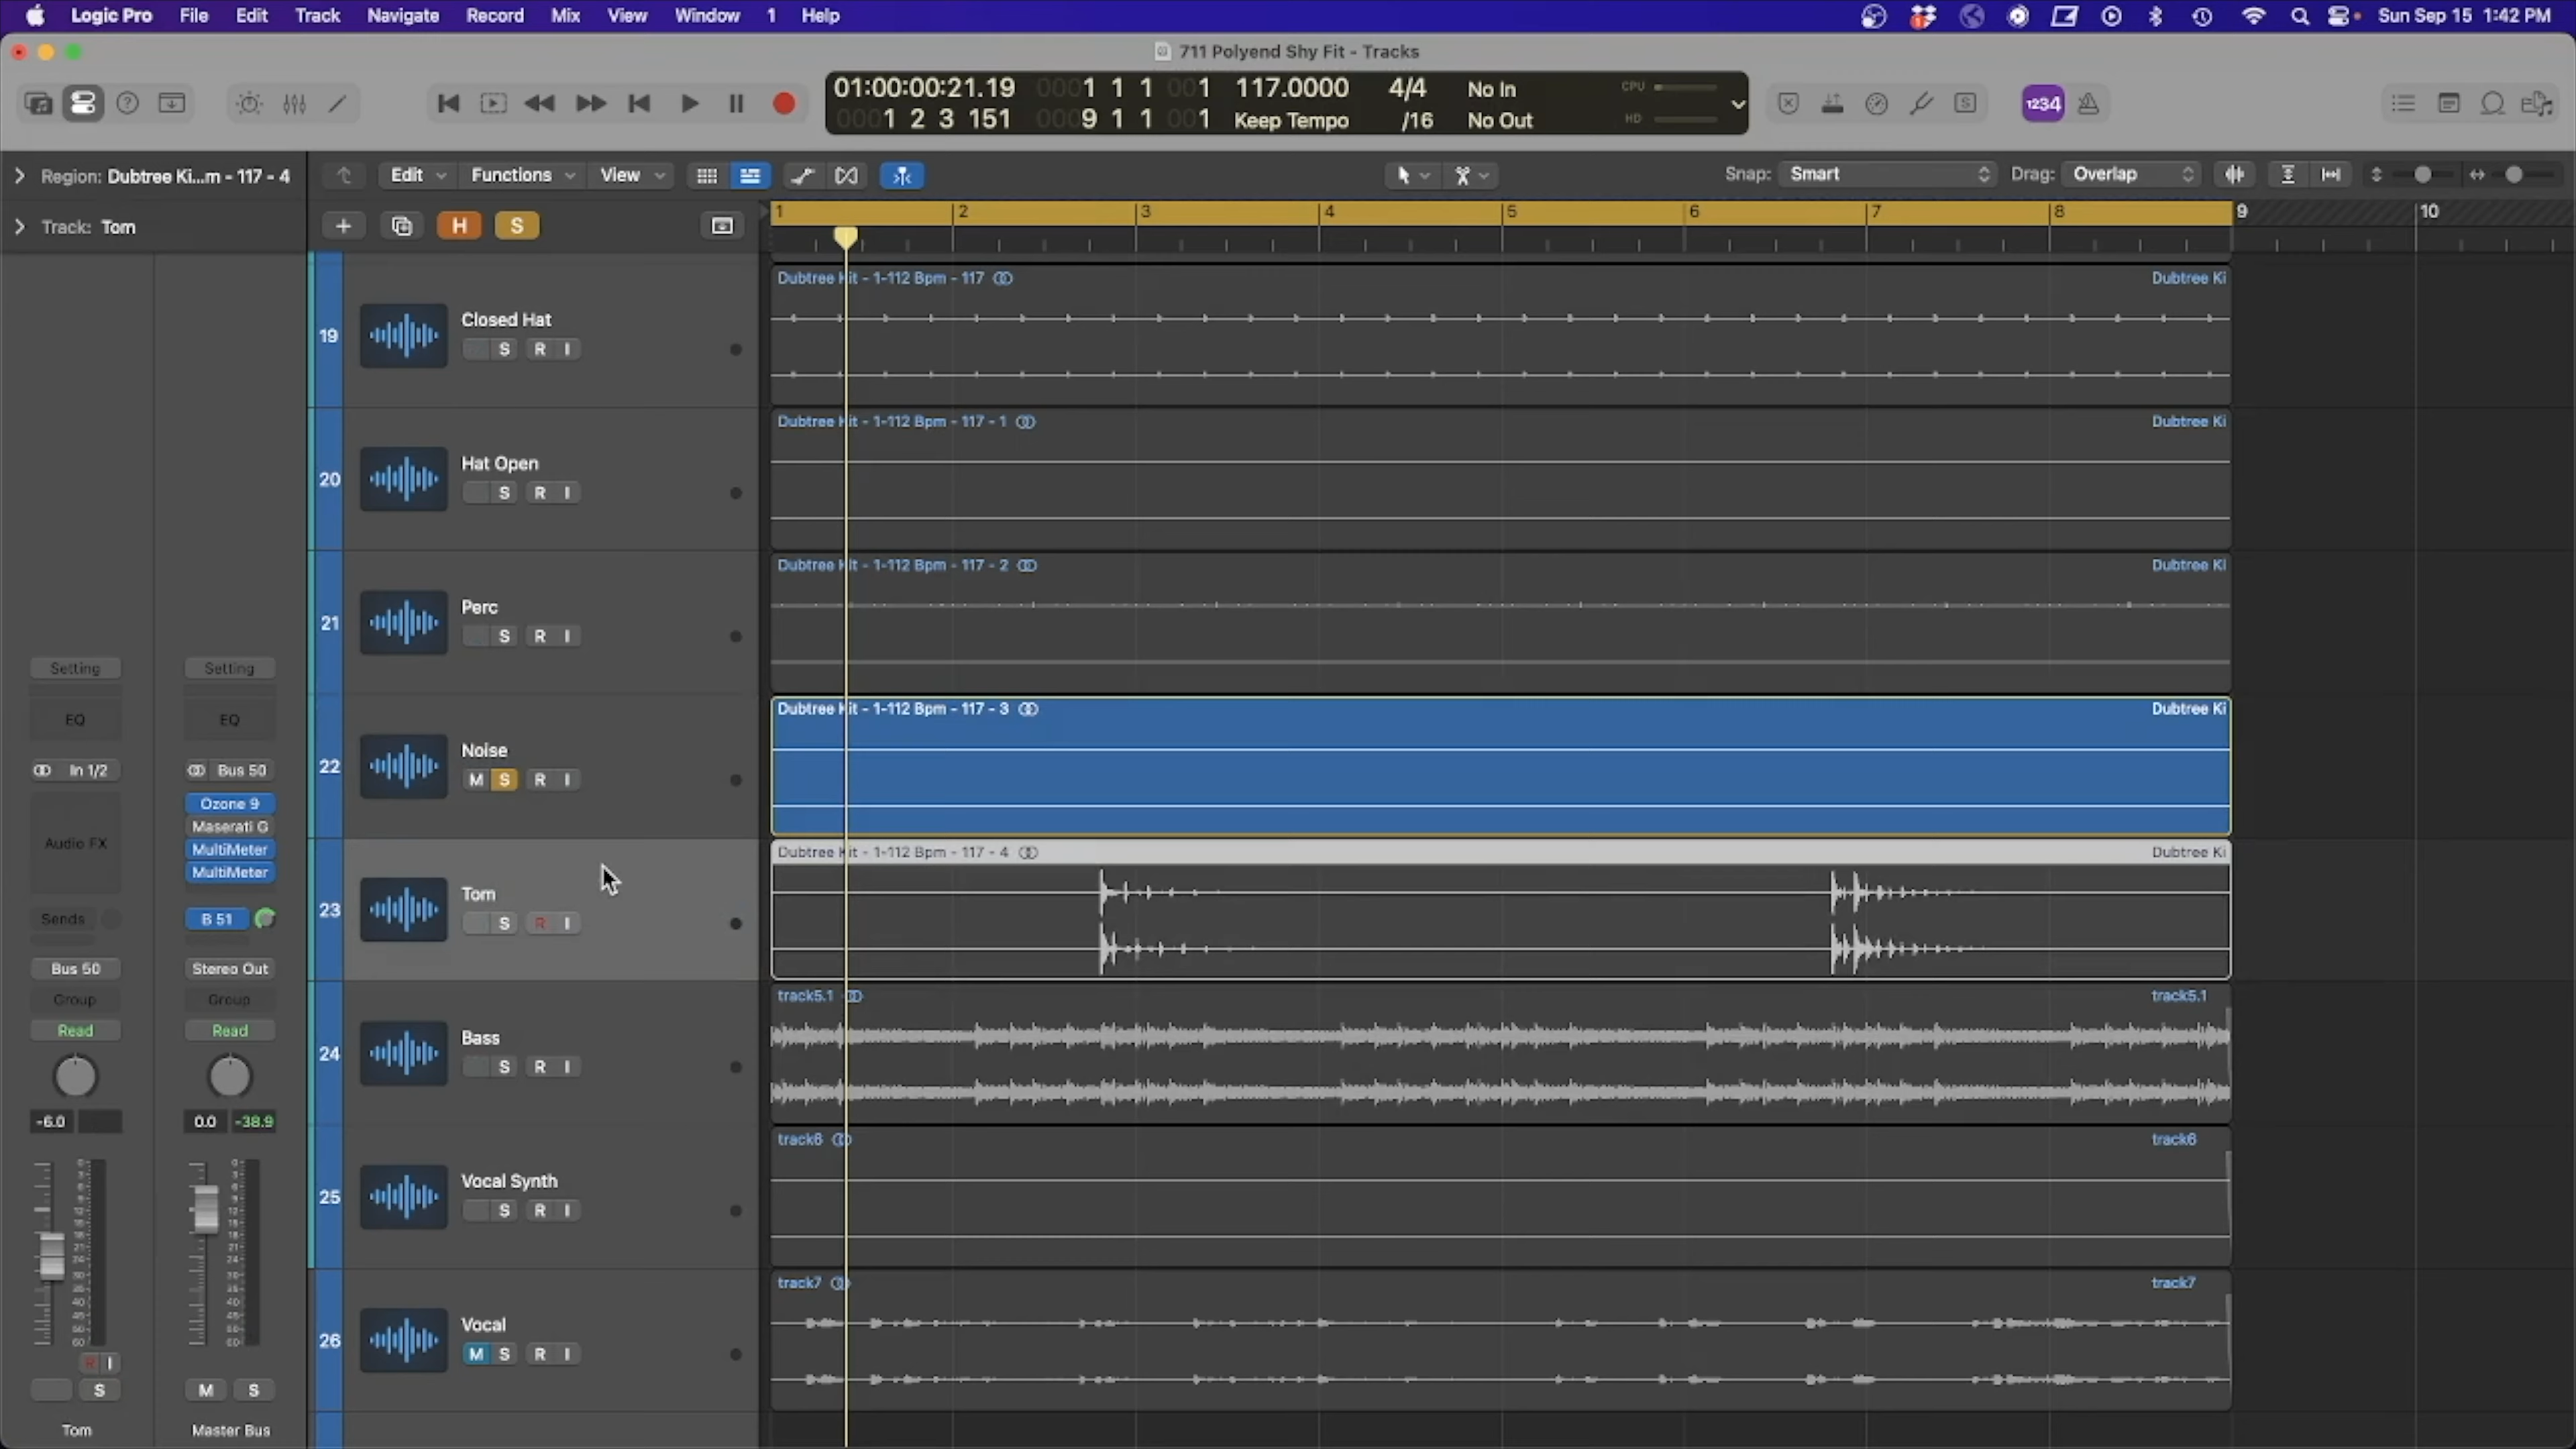 Logic Pro File Edit Track Navigate Record Mix View Window 1 Help Sun Sep 15 1:42 PM
711 Polyend Shy Fit - Tracks
01:00:00:21.19 0001 1 1 001 117.0000 4/4 No In CPU
0001 2 3 151 0009 1 1 001 Keep Tempo /16 No Out HD
1234
Region: Dubtree Ki...m - 117 - 4 Edit Functions View Snap: Smart Drag: Overlap
Track: Tom H S
1 2 3 4 5 6 7 8 9 10
Dubtree Kit - 1-112 Bpm - 117 Dubtree Ki
19 Closed Hat
S R I
Dubtree Kit - 1-112 Bpm - 117 - 1 Dubtree Ki
20 Hat Open
S R I
Dubtree Kit - 1-112 Bpm - 117 - 2 Dubtree Ki
21 Perc
S R I
Dubtree Kit - 1-112 Bpm - 117 - 3 Dubtree Ki
22 Noise
M S R I
Dubtree Kit - 1-112 Bpm - 117 - 4 Dubtree Ki
23 Tom
S R I
track5.1 track5.1
24 Bass
S R I
track6 track6
25 Vocal Synth
S R I
track7 track7
26 Vocal
M S R I
Setting Setting
EQ EQ
In 1/2 Bus 50
Ozone 9
Maserati G
Audio FX MultiMeter
MultiMeter
Sends B 51
Bus 50 Stereo Out
Group Group
Read Read
-6.0 0.0 -38.9
R I
S M S
Tom Master Bus